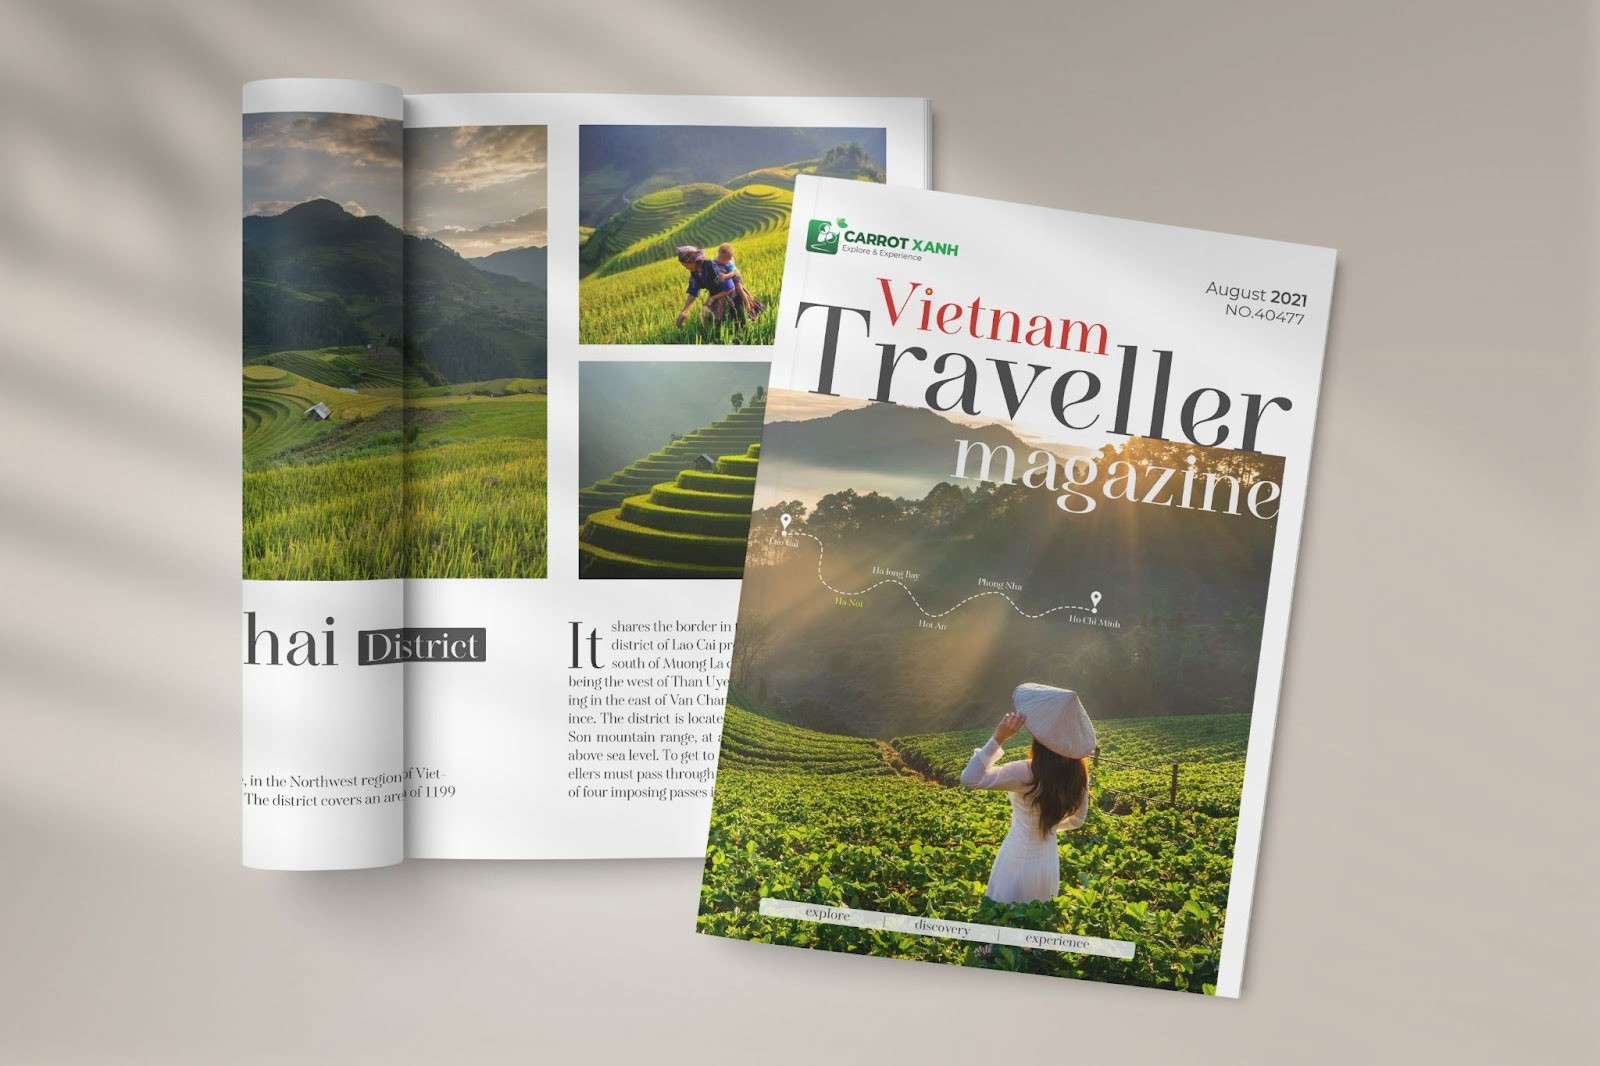 hai District
, in the Northwest region of Viet-
The district covers an area of 1199
It shares the border in
district of Lao Cai
south of Muong La
being the west of Than
ing in the east of Van
ince. The district is
Son mountain range, at
above sea level. To get to
ellers must pass through
of four imposing passes
CARROT XANH
Explore & Experience
August 2021
NO.40477
Vietnam
Traveller
magazine
Lao Cai
Ha Noi
Ha long Bay
Hoi An
Phong Nha
Ho Chi Minh
explore | discovery | experience